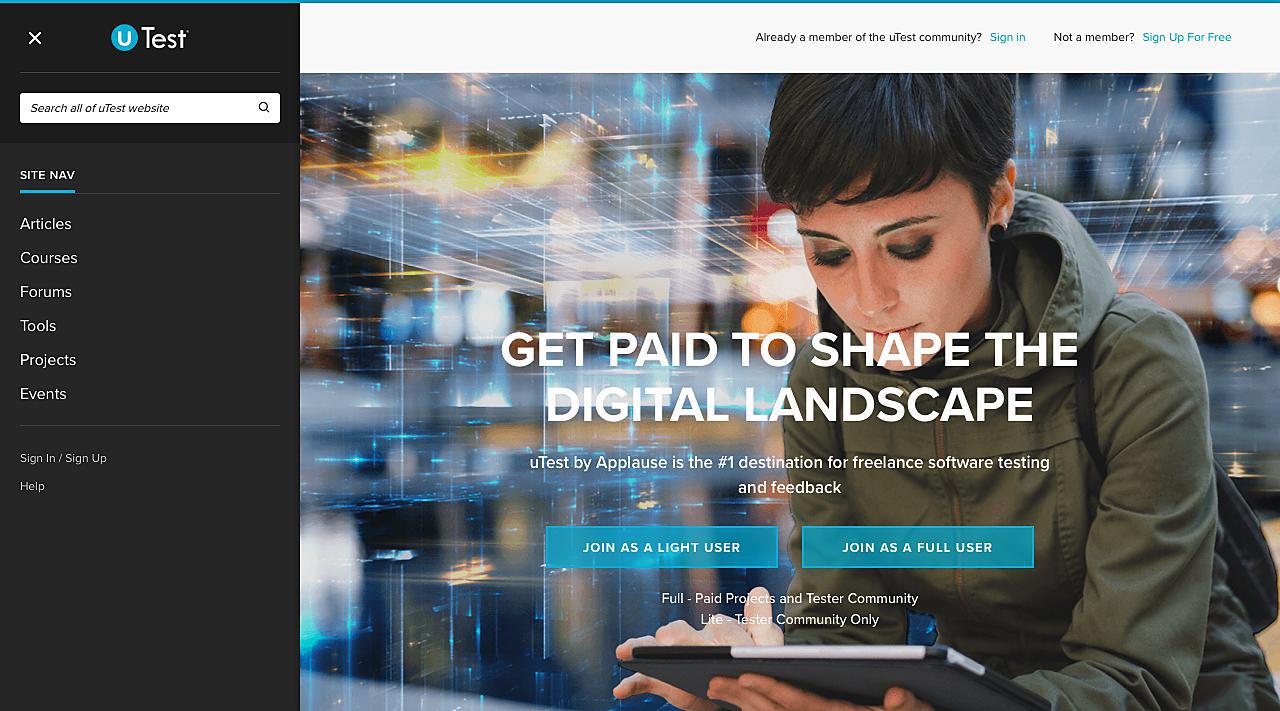 uTest
Search all of uTest website
SITE NAV
Articles
Courses
Forums
Tools
Projects
Events
Sign In / Sign Up
Help
Already a member of the uTest community? Sign in Not a member? Sign Up For Free
GET PAID TO SHAPE THE
DIGITAL LANDSCAPE
uTest by Applause is the #1 destination for freelance software testing
and feedback
JOIN AS A LIGHT USER JOIN AS A FULL USER
Full - Paid Projects and Tester Community
Lite - Tester Community Only